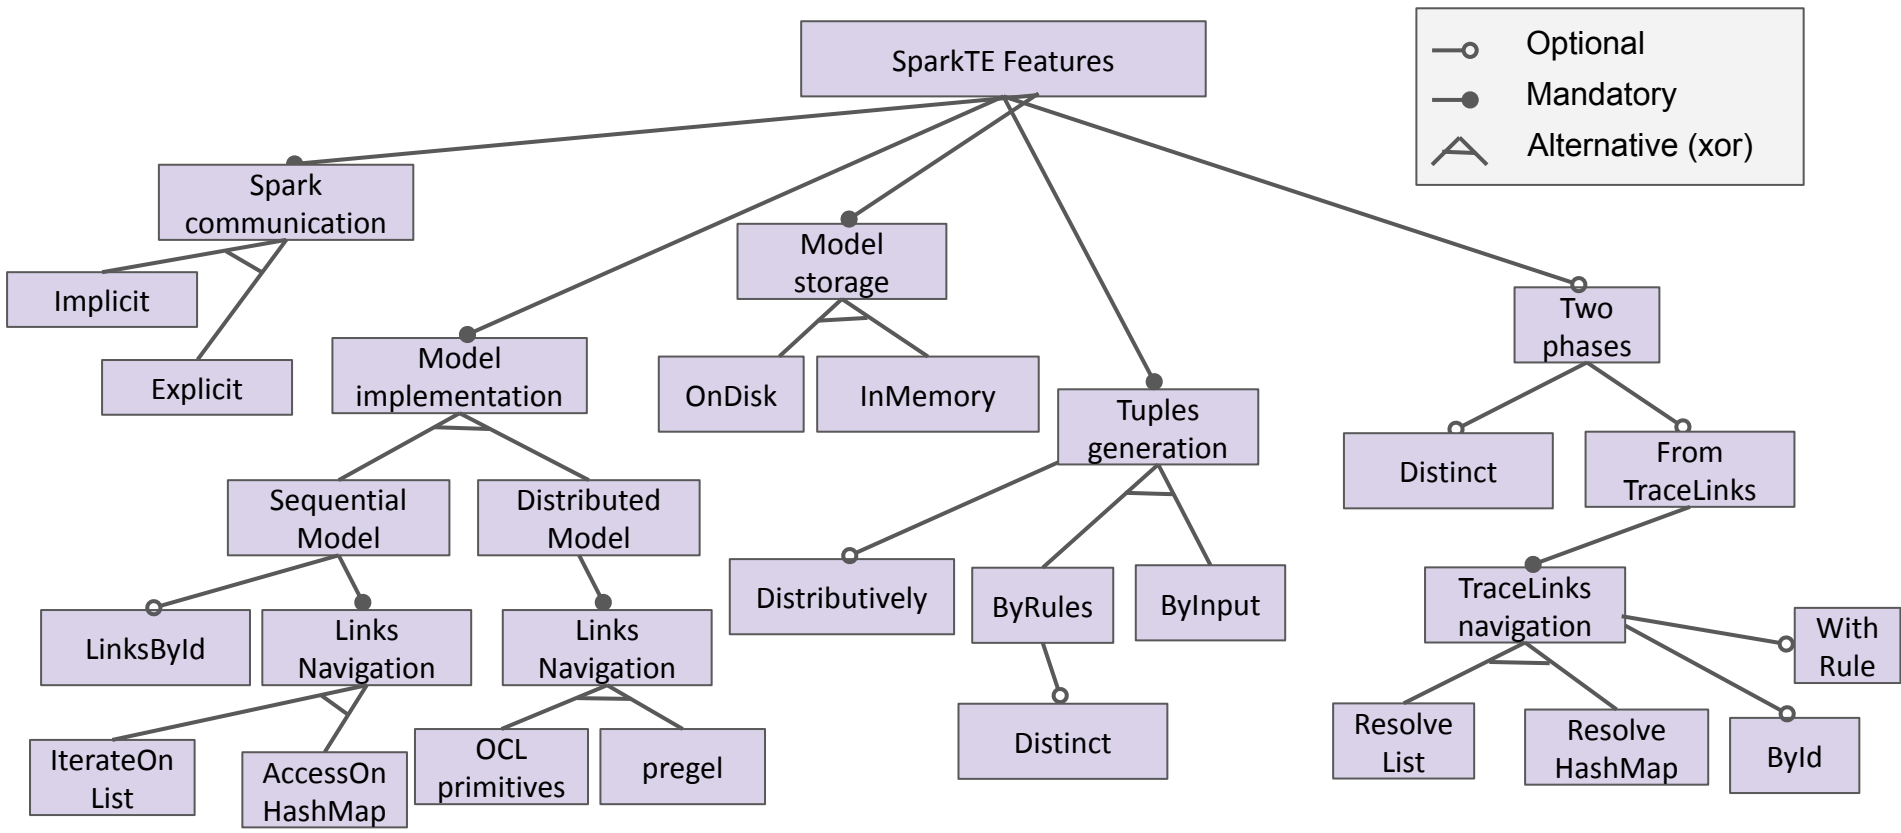 SparkTE Features
Optional
Mandatory
Alternative (xor)
Spark
communication
Implicit
Explicit
Model
implementation
Sequential
Model
LinksById
Links
Navigation
IterateOn
List
AccessOn
HashMap
Distributed
Model
Links
Navigation
OCL
primitives
pregel
Model
storage
OnDisk
InMemory
Tuples
generation
Distributively
ByRules
Distinct
ByInput
Two
phases
Distinct
From
TraceLinks
TraceLinks
navigation
Resolve
List
Resolve
HashMap
ById
With
Rule